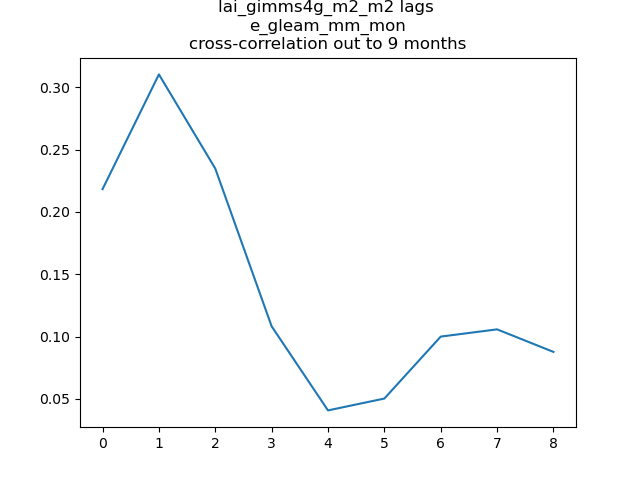 lai_gimms4g_m2_m2 lags
e_gleam_mm_mon
cross-correlation out to 9 months
0.30
0.25
0.20
0.15
0.10
0.05
0 1 2 3 4 5 6 7 8